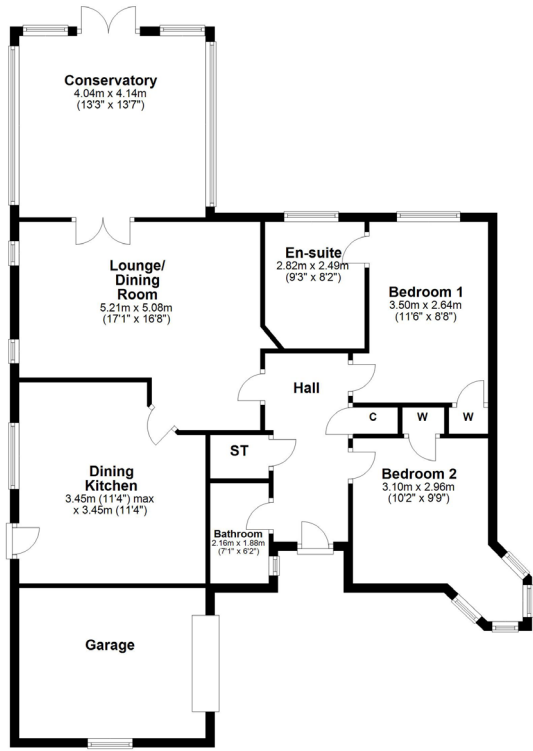 Conservatory
4.04m x 4.14m
(13'3" x 13'7")
Lounge/
Dining
Room
5.21m x 5.08m
(17'1" x 16'8")
En-suite
2.82m x 2.49m
(9'3" x 8'2")
Bedroom 1
3.50m x 2.64m
(11'6" x 8'8")
Hall
C
W
W
ST
Dining
Kitchen
3.45m (11'4") max
x 3.45m (11'4")
Bedroom 2
3.10m x 2.96m
(10'2" x 9'9")
Bathroom
2.16m x 1.88m
(7'1" x 6'2")
Garage